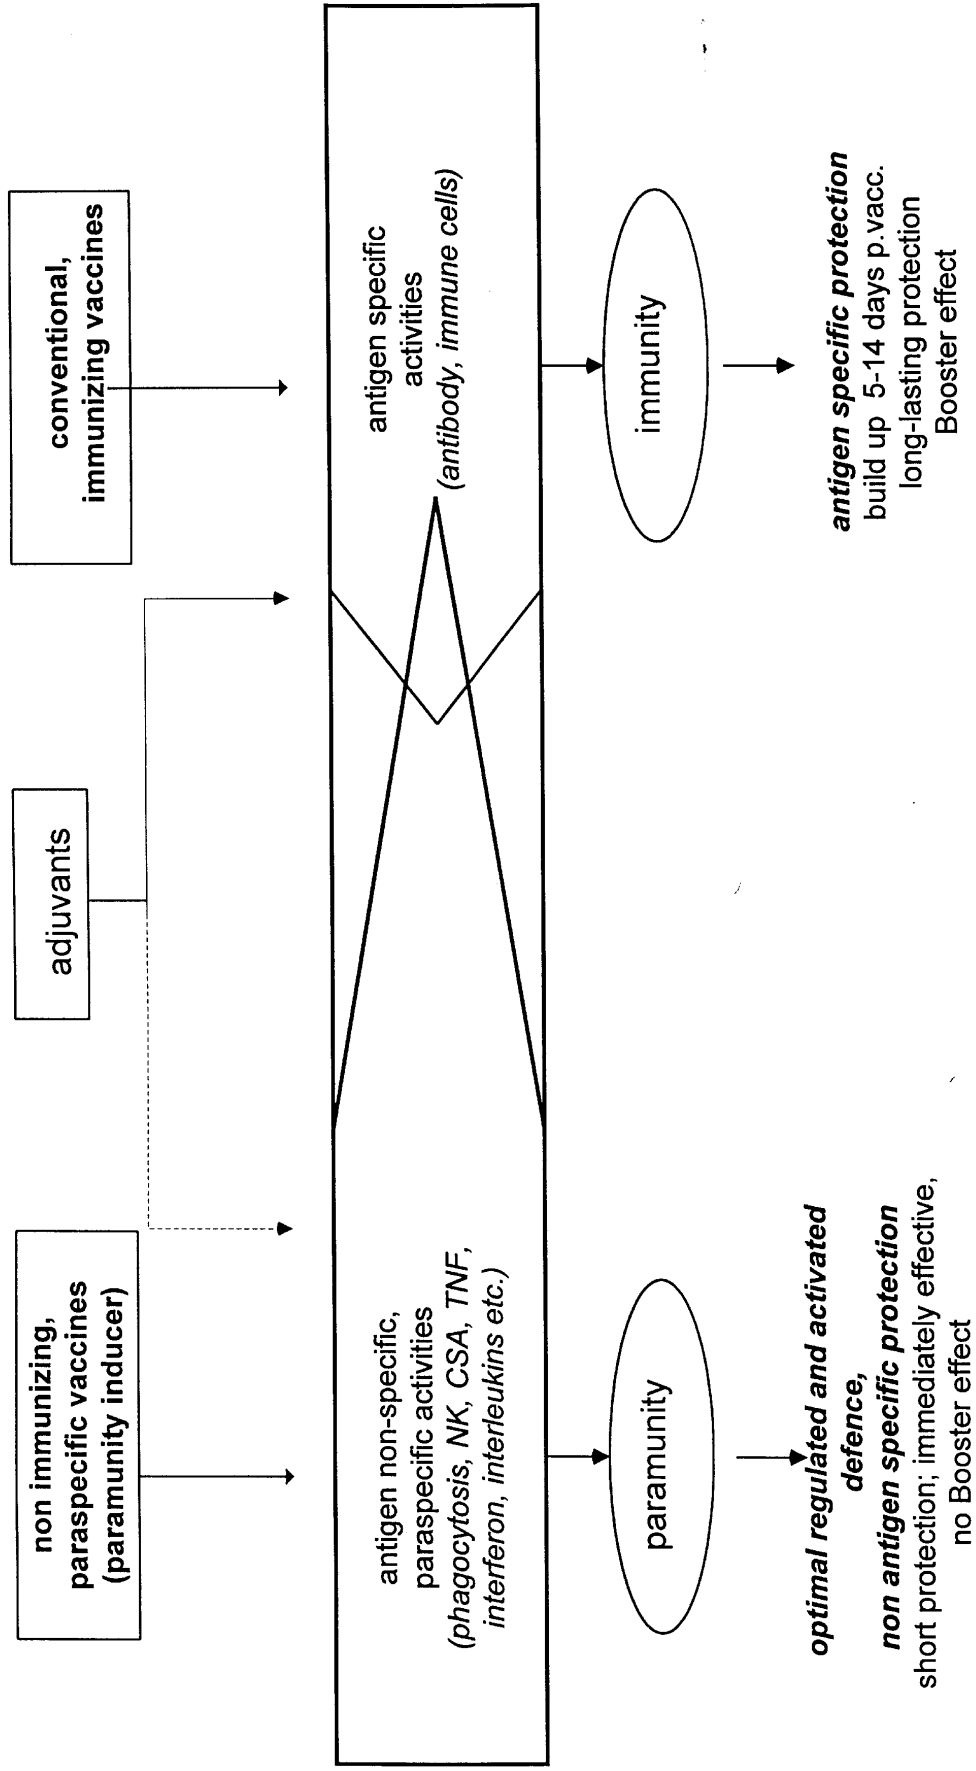 non immunizing,
paraspecific vaccines
(paramunity inducer)
adjuvants
conventional,
immunizing vaccines
antigen non-specific,
paraspecific activities
(phagocytosis, NK, CSA, TNF,
interferon, interleukins etc.)
antigen specific
activities
(antibody, immune cells)
paramunity
immunity
optimal regulated and activated
defence,
non antigen specific protection
short protection; immediately effective,
no Booster effect
antigen specific protection
build up 5-14 days p.vacc.
long-lasting protection
Booster effect